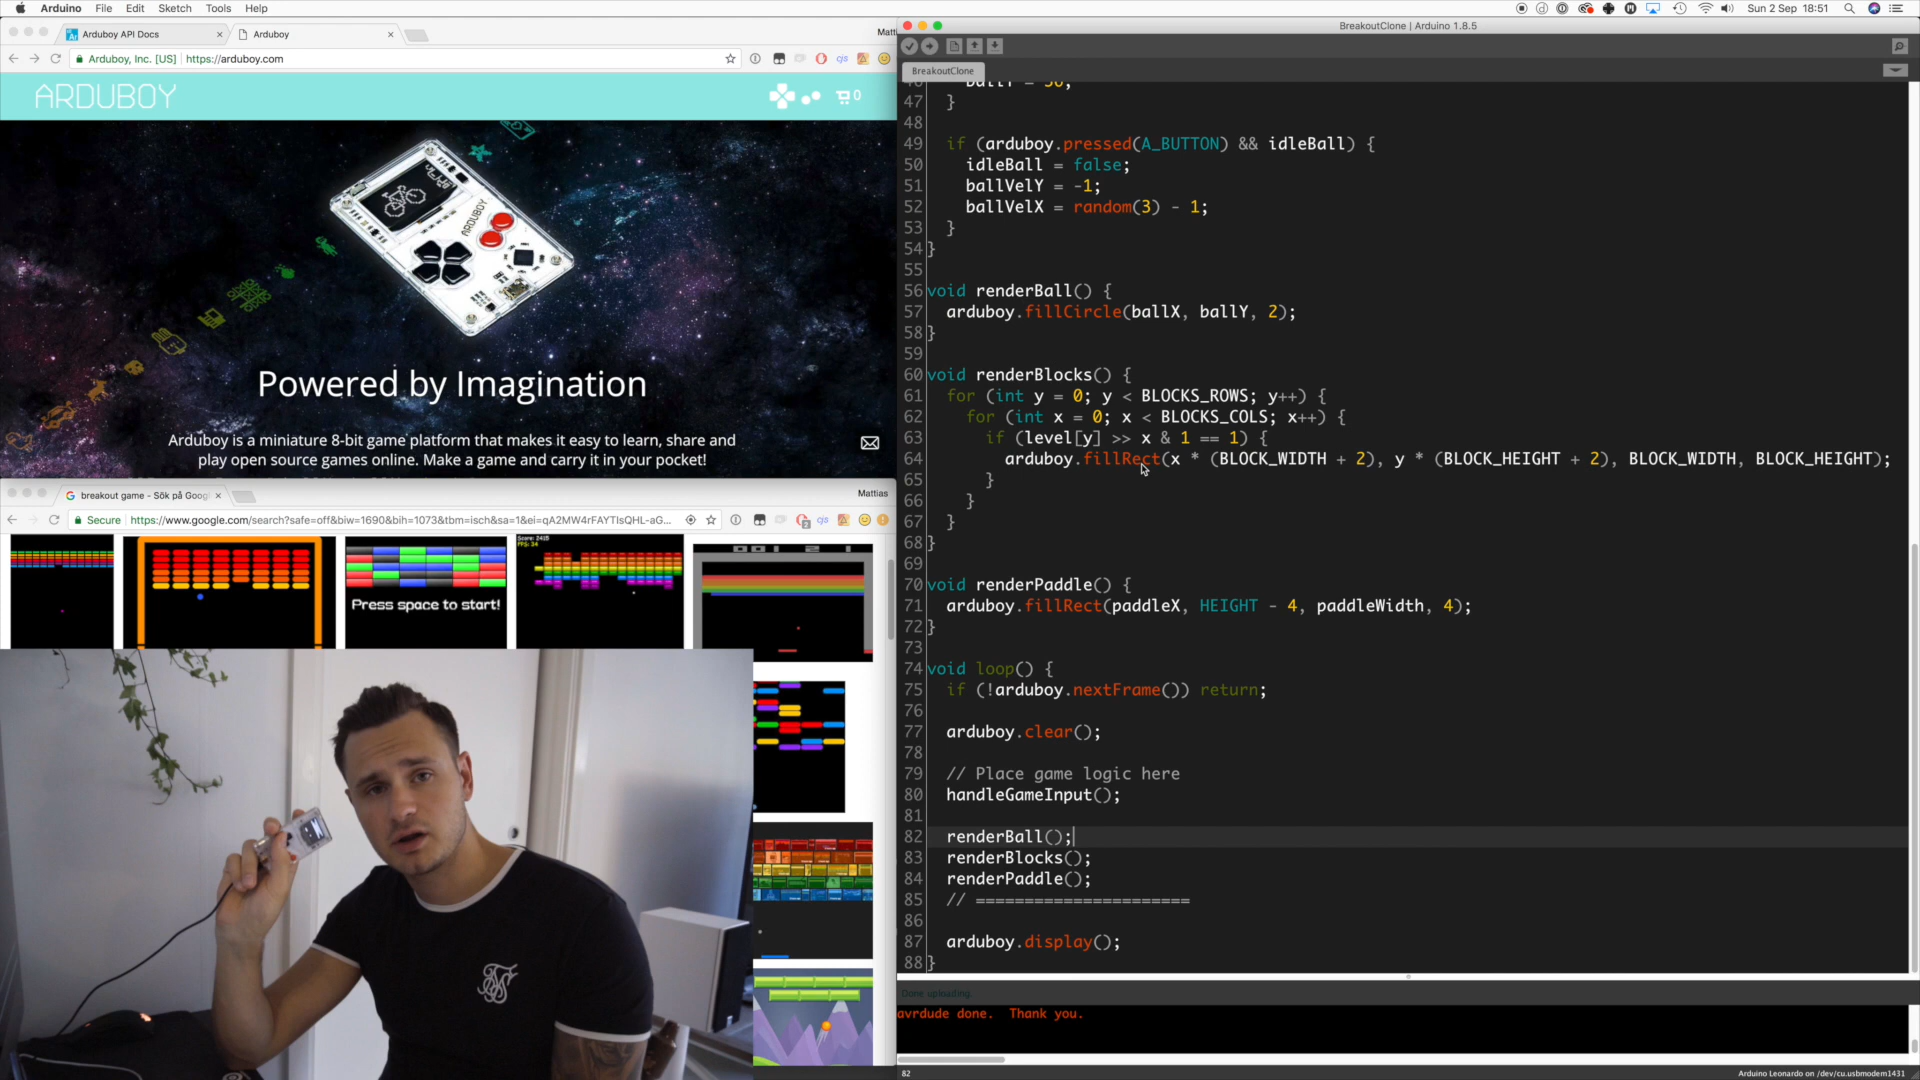 Arduino File Edit Sketch Tools Help
Sun 2 Sep 18:51
Arduboy API Docs
Arduboy
Matti
Arduboy, Inc. [US] https://arduboy.com
ARDUBOY
0
ARDUBOY
Powered by Imagination
Arduboy is a miniature 8-bit game platform that makes it easy to learn, share and
play open source games online. Make a game and carry it in your pocket!
breakout game - Sök på Goog
Mattias
Secure https://www.google.com/search?safe=off&biw=1690&bih=1073&tbm=isch&sa=1&ei=qA2MW4rFAYTIsQHL-aG...
Score: 2415
FPS: 34
Press space to start!
BreakoutClone | Arduino 1.8.5
BreakoutClone
46 ballY = 56;
47 }
48
49 if (arduboy.pressed(A_BUTTON) && idleBall) {
50 idleBall = false;
51 ballVelY = -1;
52 ballVelX = random(3) - 1;
53 }
54 }
55
56 void renderBall() {
57 arduboy.fillCircle(ballX, ballY, 2);
58 }
59
60 void renderBlocks() {
61 for (int y = 0; y < BLOCKS_ROWS; y++) {
62 for (int x = 0; x < BLOCKS_COLS; x++) {
63 if (level[y] >> x & 1 == 1) {
64 arduboy.fillRect(x * (BLOCK_WIDTH + 2), y * (BLOCK_HEIGHT + 2), BLOCK_WIDTH, BLOCK_HEIGHT);
65 }
66 }
67 }
68 }
69
70 void renderPaddle() {
71 arduboy.fillRect(paddleX, HEIGHT - 4, paddleWidth, 4);
72 }
73
74 void loop() {
75 if (!arduboy.nextFrame()) return;
76
77 arduboy.clear();
78
79 // Place game logic here
80 handleGameInput();
81
82 renderBall();
83 renderBlocks();
84 renderPaddle();
85 // ======================
86
87 arduboy.display();
88 }
Done uploading.
avrdude done.  Thank you.
82
Arduino Leonardo on /dev/cu.usbmodem1431